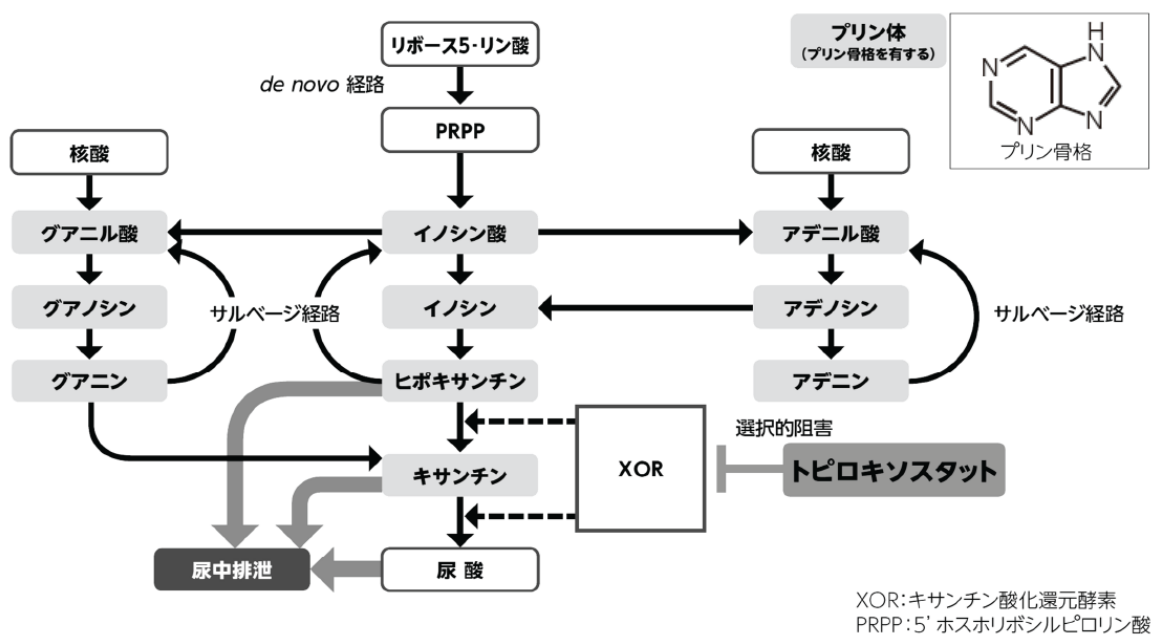 リボース5-リン酸
プリン体
(プリン骨格を有する)
H
N
N
N
N
プリン骨格
de novo 経路
PRPP
核酸
核酸
グアニル酸
イノシン酸
アデニル酸
グアノシン
サルベージ経路
イノシン
アデノシン
サルベージ経路
グアニン
ヒポキサンチン
アデニン
選択的阻害
XOR
トピロキソスタット
キサンチン
尿中排泄
尿酸
XOR:キサンチン酸化還元酵素
PRPP:5’ホスホリボシルピロリン酸